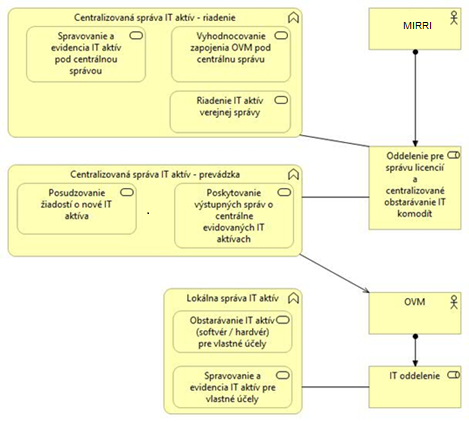 Centralizovaná správa IT aktív - riadenie
Spravovanie a
evidencia IT aktív
pod centrálnou
správou
Vyhodnocovanie
zapojenia OVM pod
centrálnu správu
Riadenie IT aktív
verejnej správy
MIRRI
Oddelenie pre
správu licencií
a
centralizované
obstarávanie IT
komodít
Centralizovaná správa IT aktív - prevádzka
Posudzovanie
žiadostí o nové IT
aktíva
.
Poskytovanie
výstupných správ o
centrálne
evidovaných IT
aktívach
Lokálna správa IT aktív
Obstarávanie IT aktív
(softvér / hardvér)
pre vlastné účely
Spravovanie a
evidencia IT aktív pre
vlastné účely
OVM
IT oddelenie